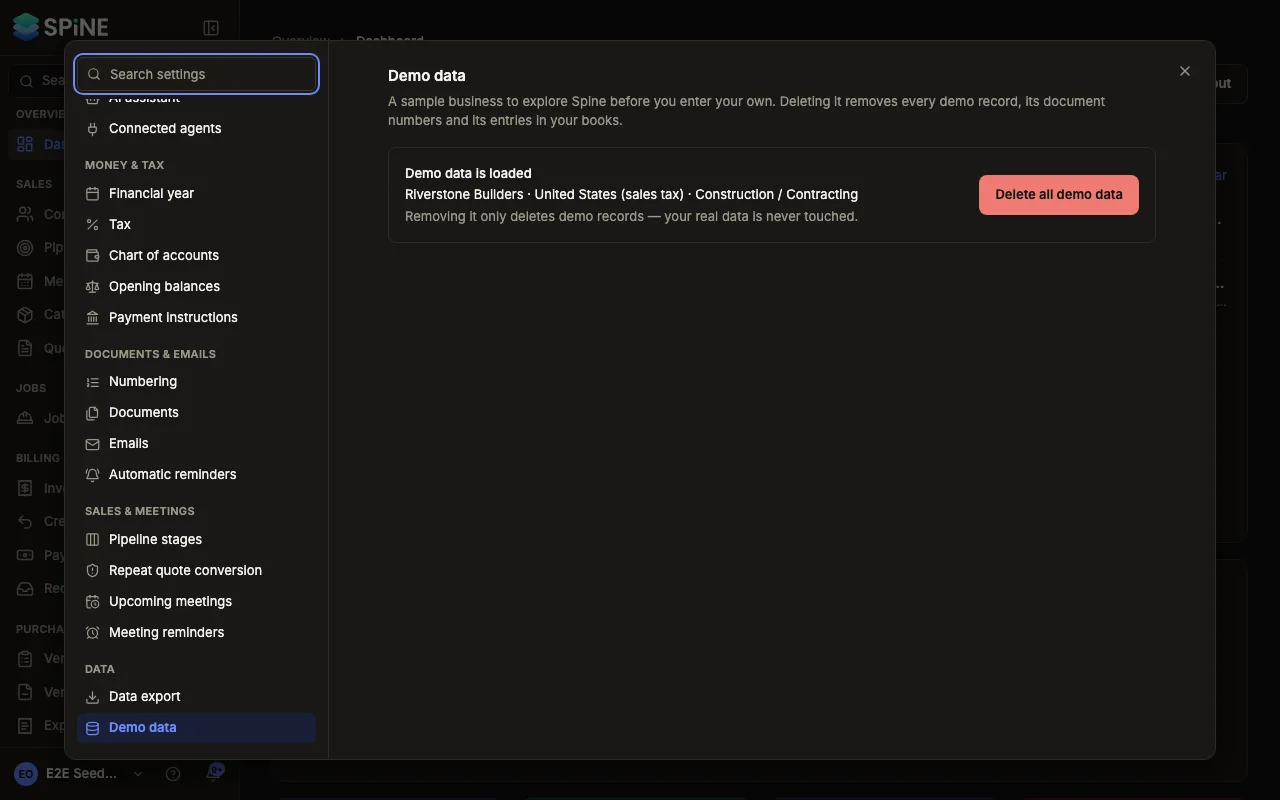 SPiNE
Overview
Dashboard
Search settings
AI assistant
Connected agents
MONEY & TAX
Financial year
Tax
Chart of accounts
Opening balances
Payment instructions
DOCUMENTS & EMAILS
Numbering
Documents
Emails
Automatic reminders
SALES & MEETINGS
Pipeline stages
Repeat quote conversion
Upcoming meetings
Meeting reminders
DATA
Data export
Demo data
Demo data
A sample business to explore Spine before you enter your own. Deleting it removes every demo record, its document
numbers and its entries in your books.
Demo data is loaded
Riverstone Builders · United States (sales tax) · Construction / Contracting
Removing it only deletes demo records — your real data is never touched.
Delete all demo data
SALES
JOBS
BILLING
EO
E2E Seed...
9+